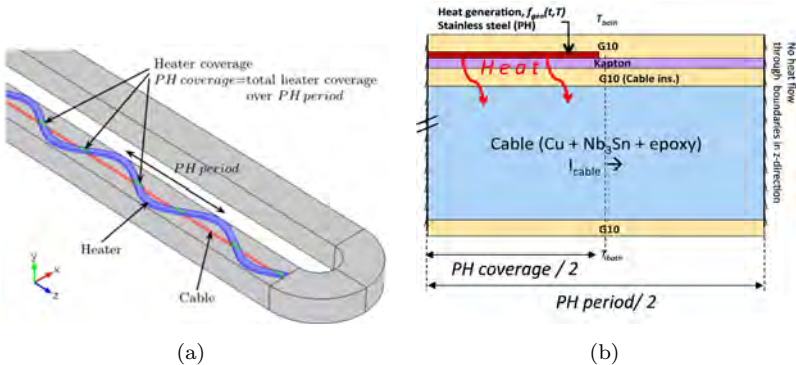 Heater coverage
PH coverage=total heater coverage
over PH period
PH period
Heater
Cable
y
x
z
(a)
Heat generation, fgen(t,T)
Stainless steel (PH)
Tbath
G10
Kapton
Heat
G10 (Cable ins.)
Cable (Cu + Nb3Sn + epoxy)
Icable
G10
Tbath
PH coverage / 2
PH period/ 2
No heat flow
through boundaries in z-direction
(b)